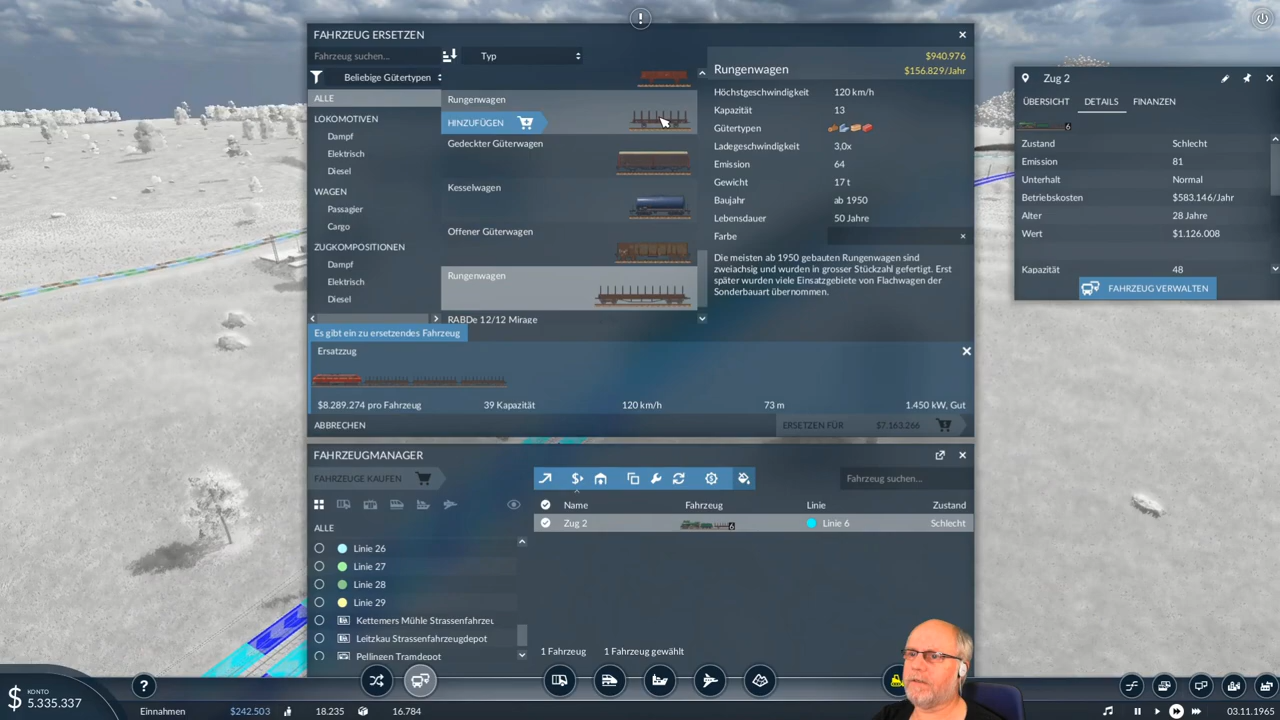 FAHRZEUG ERSETZEN
Fahrzeug suchen...
Typ
Beliebige Gütertypen
ALLE
LOKOMOTIVEN
Dampf
Elektrisch
Diesel
WAGEN
Passagier
Cargo
ZUGKOMPOSITIONEN
Dampf
Elektrisch
Diesel
Rungenwagen
HINZUFÜGEN
Gedeckter Güterwagen
Kesselwagen
Offener Güterwagen
Rungenwagen
RABDe 12/12 Mirage
$940.976
Rungenwagen
$156.829/Jahr
Höchstgeschwindigkeit 120 km/h
Kapazität 13
Gütertypen
Ladegeschwindigkeit 3,0x
Emission 64
Gewicht 17 t
Baujahr ab 1950
Lebensdauer 50 Jahre
Farbe
Die meisten ab 1950 gebauten Rungenwagen sind
zweiachsig und wurden in grosser Stückzahl gefertigt. Erst
später wurden viele Einsatzgebiete von Flachwagen der
Sonderbauart übernommen.
Es gibt ein zu ersetzendes Fahrzeug
Ersatzzug
$8.289.274 pro Fahrzeug 39 Kapazität 120 km/h 73 m 1.450 kW, Gut
ABBRECHEN
ERSETZEN FÜR $7.163.266
Zug 2
ÜBERSICHT DETAILS FINANZEN
6
Zustand Schlecht
Emission 81
Unterhalt Normal
Betriebskosten $583.146/Jahr
Alter 28 Jahre
Wert $1.126.008
Kapazität 48
FAHRZEUG VERWALTEN
FAHRZEUGMANAGER
FAHRZEUGE KAUFEN
Fahrzeug suchen...
ALLE
Linie 26
Linie 27
Linie 28
Linie 29
Kettemers Mühle Strassenfahrzeu
Leitzkau Strassenfahrzeugdepot
Pellingen Tramdepot
Name Fahrzeug Linie Zustand
Zug 2 6 Linie 6 Schlecht
1 Fahrzeug 1 Fahrzeug gewählt
$ KONTO
5.335.337
?
Einnahmen $242.503 18.235 16.784
03.11.1965